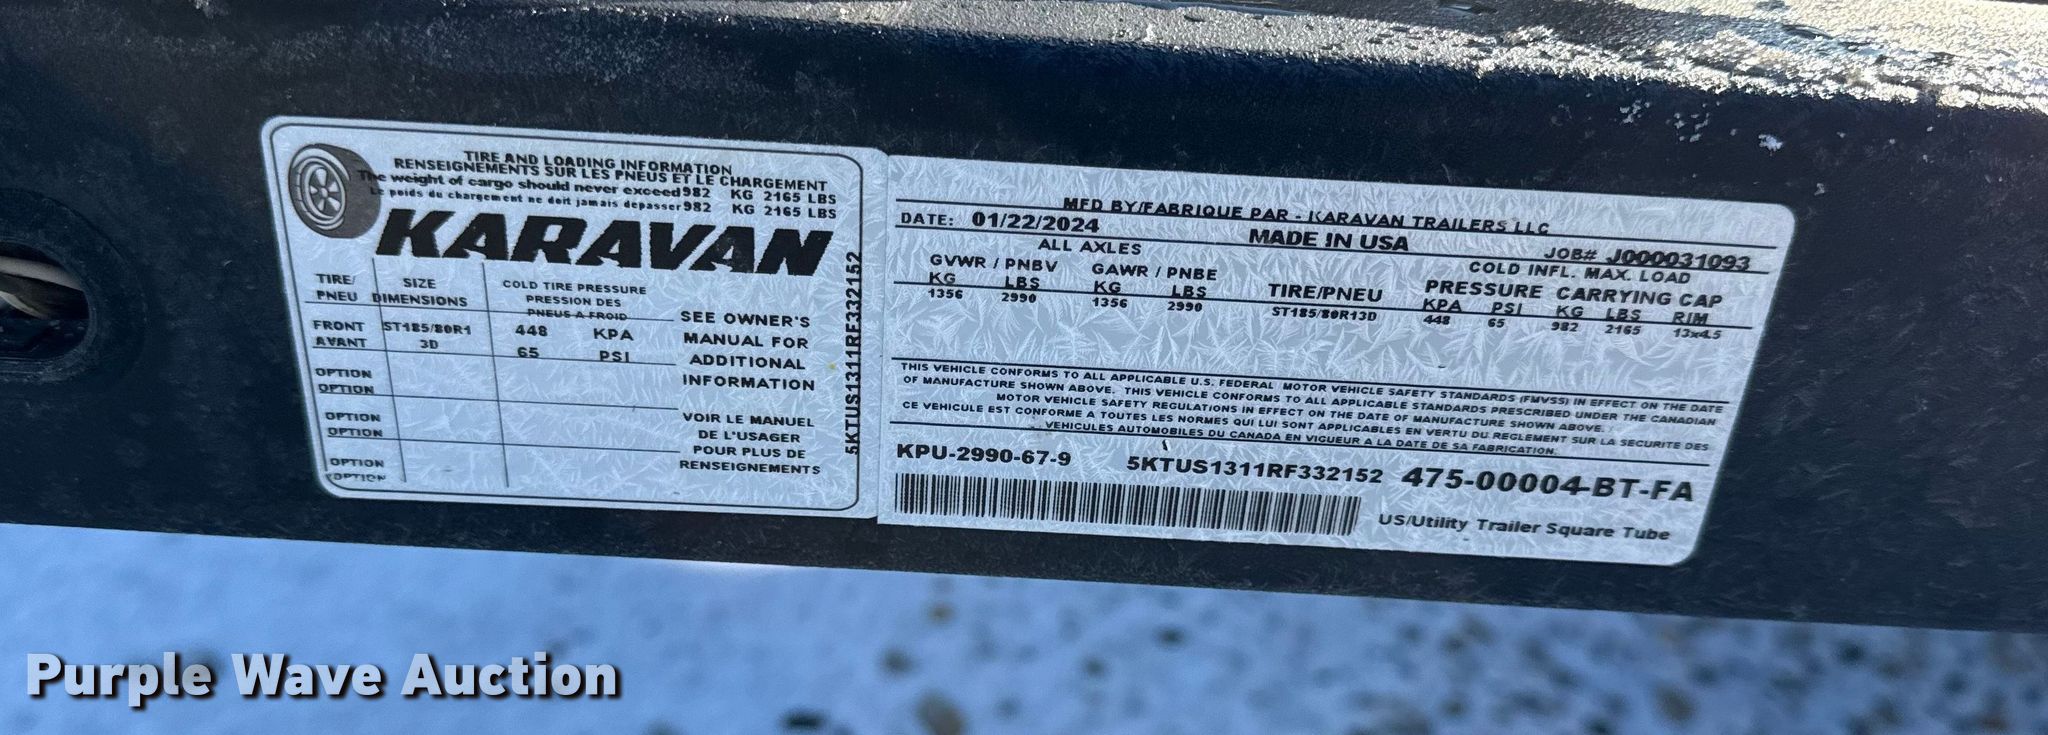 TIRE AND LOADING INFORMATION
RENSEIGNEMENTS SUR LES PNEUS ET LE CHARGEMENT
The weight of cargo should never exceed 982 KG 2165 LBS
Le poids du chargement ne doit jamais depasser 982 KG 2165 LBS
KARAVAN
TIRE/ SIZE COLD TIRE PRESSURE
PNEU DIMENSIONS PRESSION DES
PNEUS A FROID
FRONT ST185/80R1 448 KPA
AVANT 3D 65 PSI
OPTION
OPTION
OPTION
OPTION
OPTION
OPTION
SEE OWNER'S
MANUAL FOR
ADDITIONAL
INFORMATION
VOIR LE MANUEL
DE L'USAGER
POUR PLUS DE
RENSEIGNEMENTS
5KTUS1311RF332152
MFD BY/FABRIQUE PAR - KARAVAN TRAILERS LLC
DATE: 01/22/2024 MADE IN USA JOB# J000031093
ALL AXLES COLD INFL. MAX. LOAD
GVWR / PNBV GAWR / PNBE TIRE/PNEU PRESSURE CARRYING CAP
KG LBS KG LBS KPA PSI KG LBS RIM
1356 2990 1356 2990 ST185/80R13D 448 65 982 2165 13x4.5
THIS VEHICLE CONFORMS TO ALL APPLICABLE U.S. FEDERAL MOTOR VEHICLE SAFETY STANDARDS (FMVSS) IN EFFECT ON THE DATE
OF MANUFACTURE SHOWN ABOVE. THIS VEHICLE CONFORMS TO ALL APPLICABLE STANDARDS PRESCRIBED UNDER THE CANADIAN
MOTOR VEHICLE SAFETY REGULATIONS IN EFFECT ON THE DATE OF MANUFACTURE SHOWN ABOVE.
CE VEHICULE EST CONFORME A TOUTES LES NORMES QUI LUI SONT APPLICABLES EN VERTU DU REGLEMENT SUR LA SECURITE DES
VEHICULES AUTOMOBILES DU CANADA EN VIGUEUR A LA DATE DE SA FABRICATION.
KPU-2990-67-9 5KTUS1311RF332152 475-00004-BT-FA
US/Utility Trailer Square Tube
Purple Wave Auction